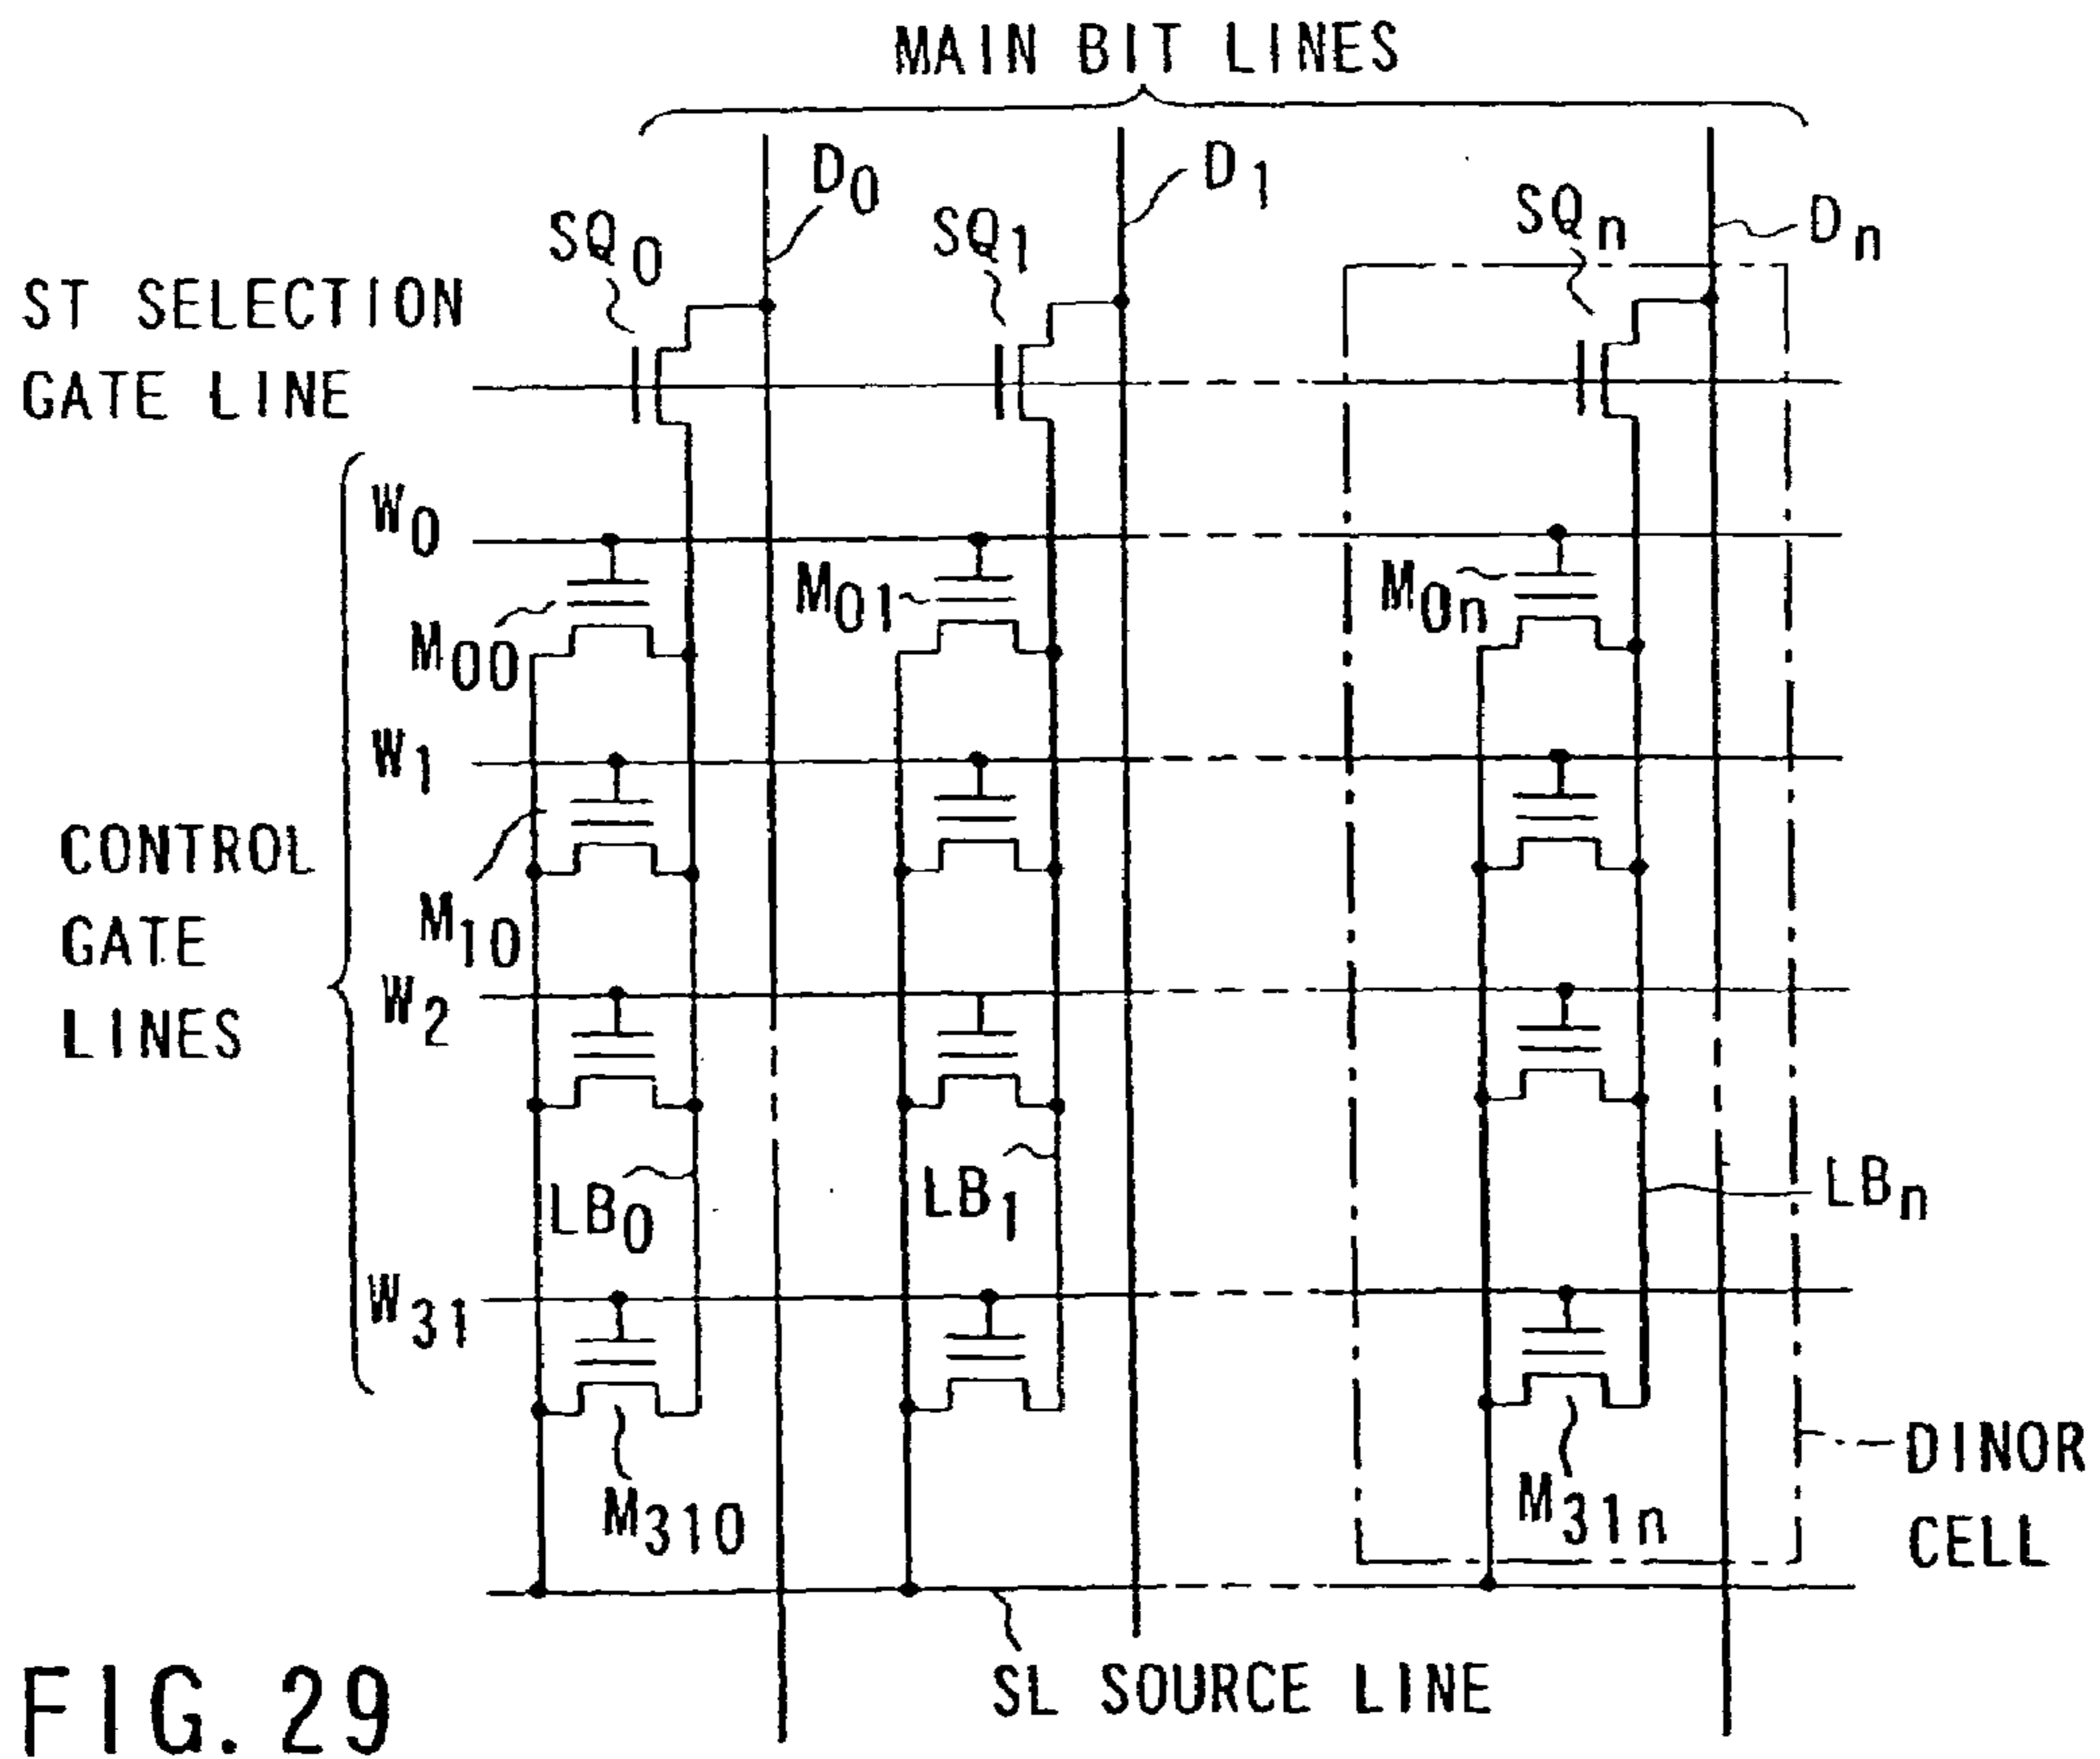 MAIN BIT LINES
D0
D1
Dn
SQ0
SQ1
SQn
ST SELECTION
GATE LINE
W0
M00
M01
M0n
W1
M10
CONTROL
GATE
LINES
W2
LB0
LB1
LBn
W31
M310
M31n
DINOR
CELL
SL SOURCE LINE
FIG. 29